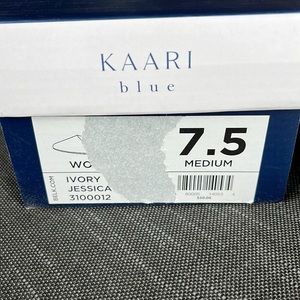 KAARI
blue
7.5
MEDIUM
WO
IVORY
JESSICA
3100012